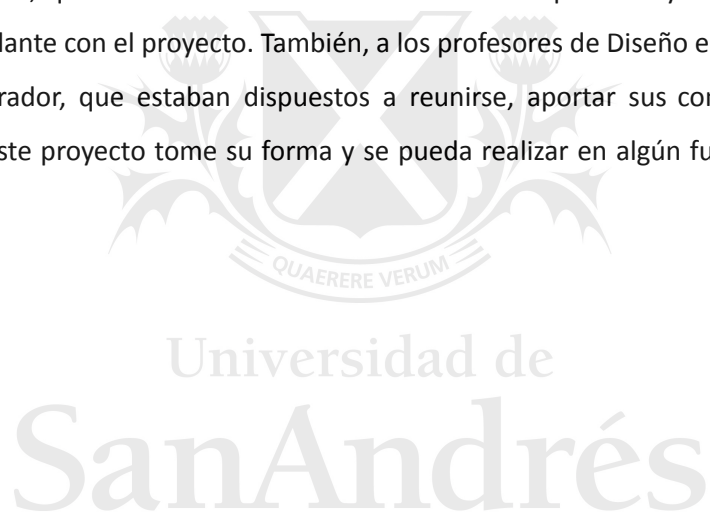 lante con el proyecto. También, a los profesores de Diseño e
rador, que estaban dispuestos a reunirse, aportar sus con
ste proyecto tome su forma y se pueda realizar en algún fu
QUAERERE VERUM
Universidad de
SanAndrés